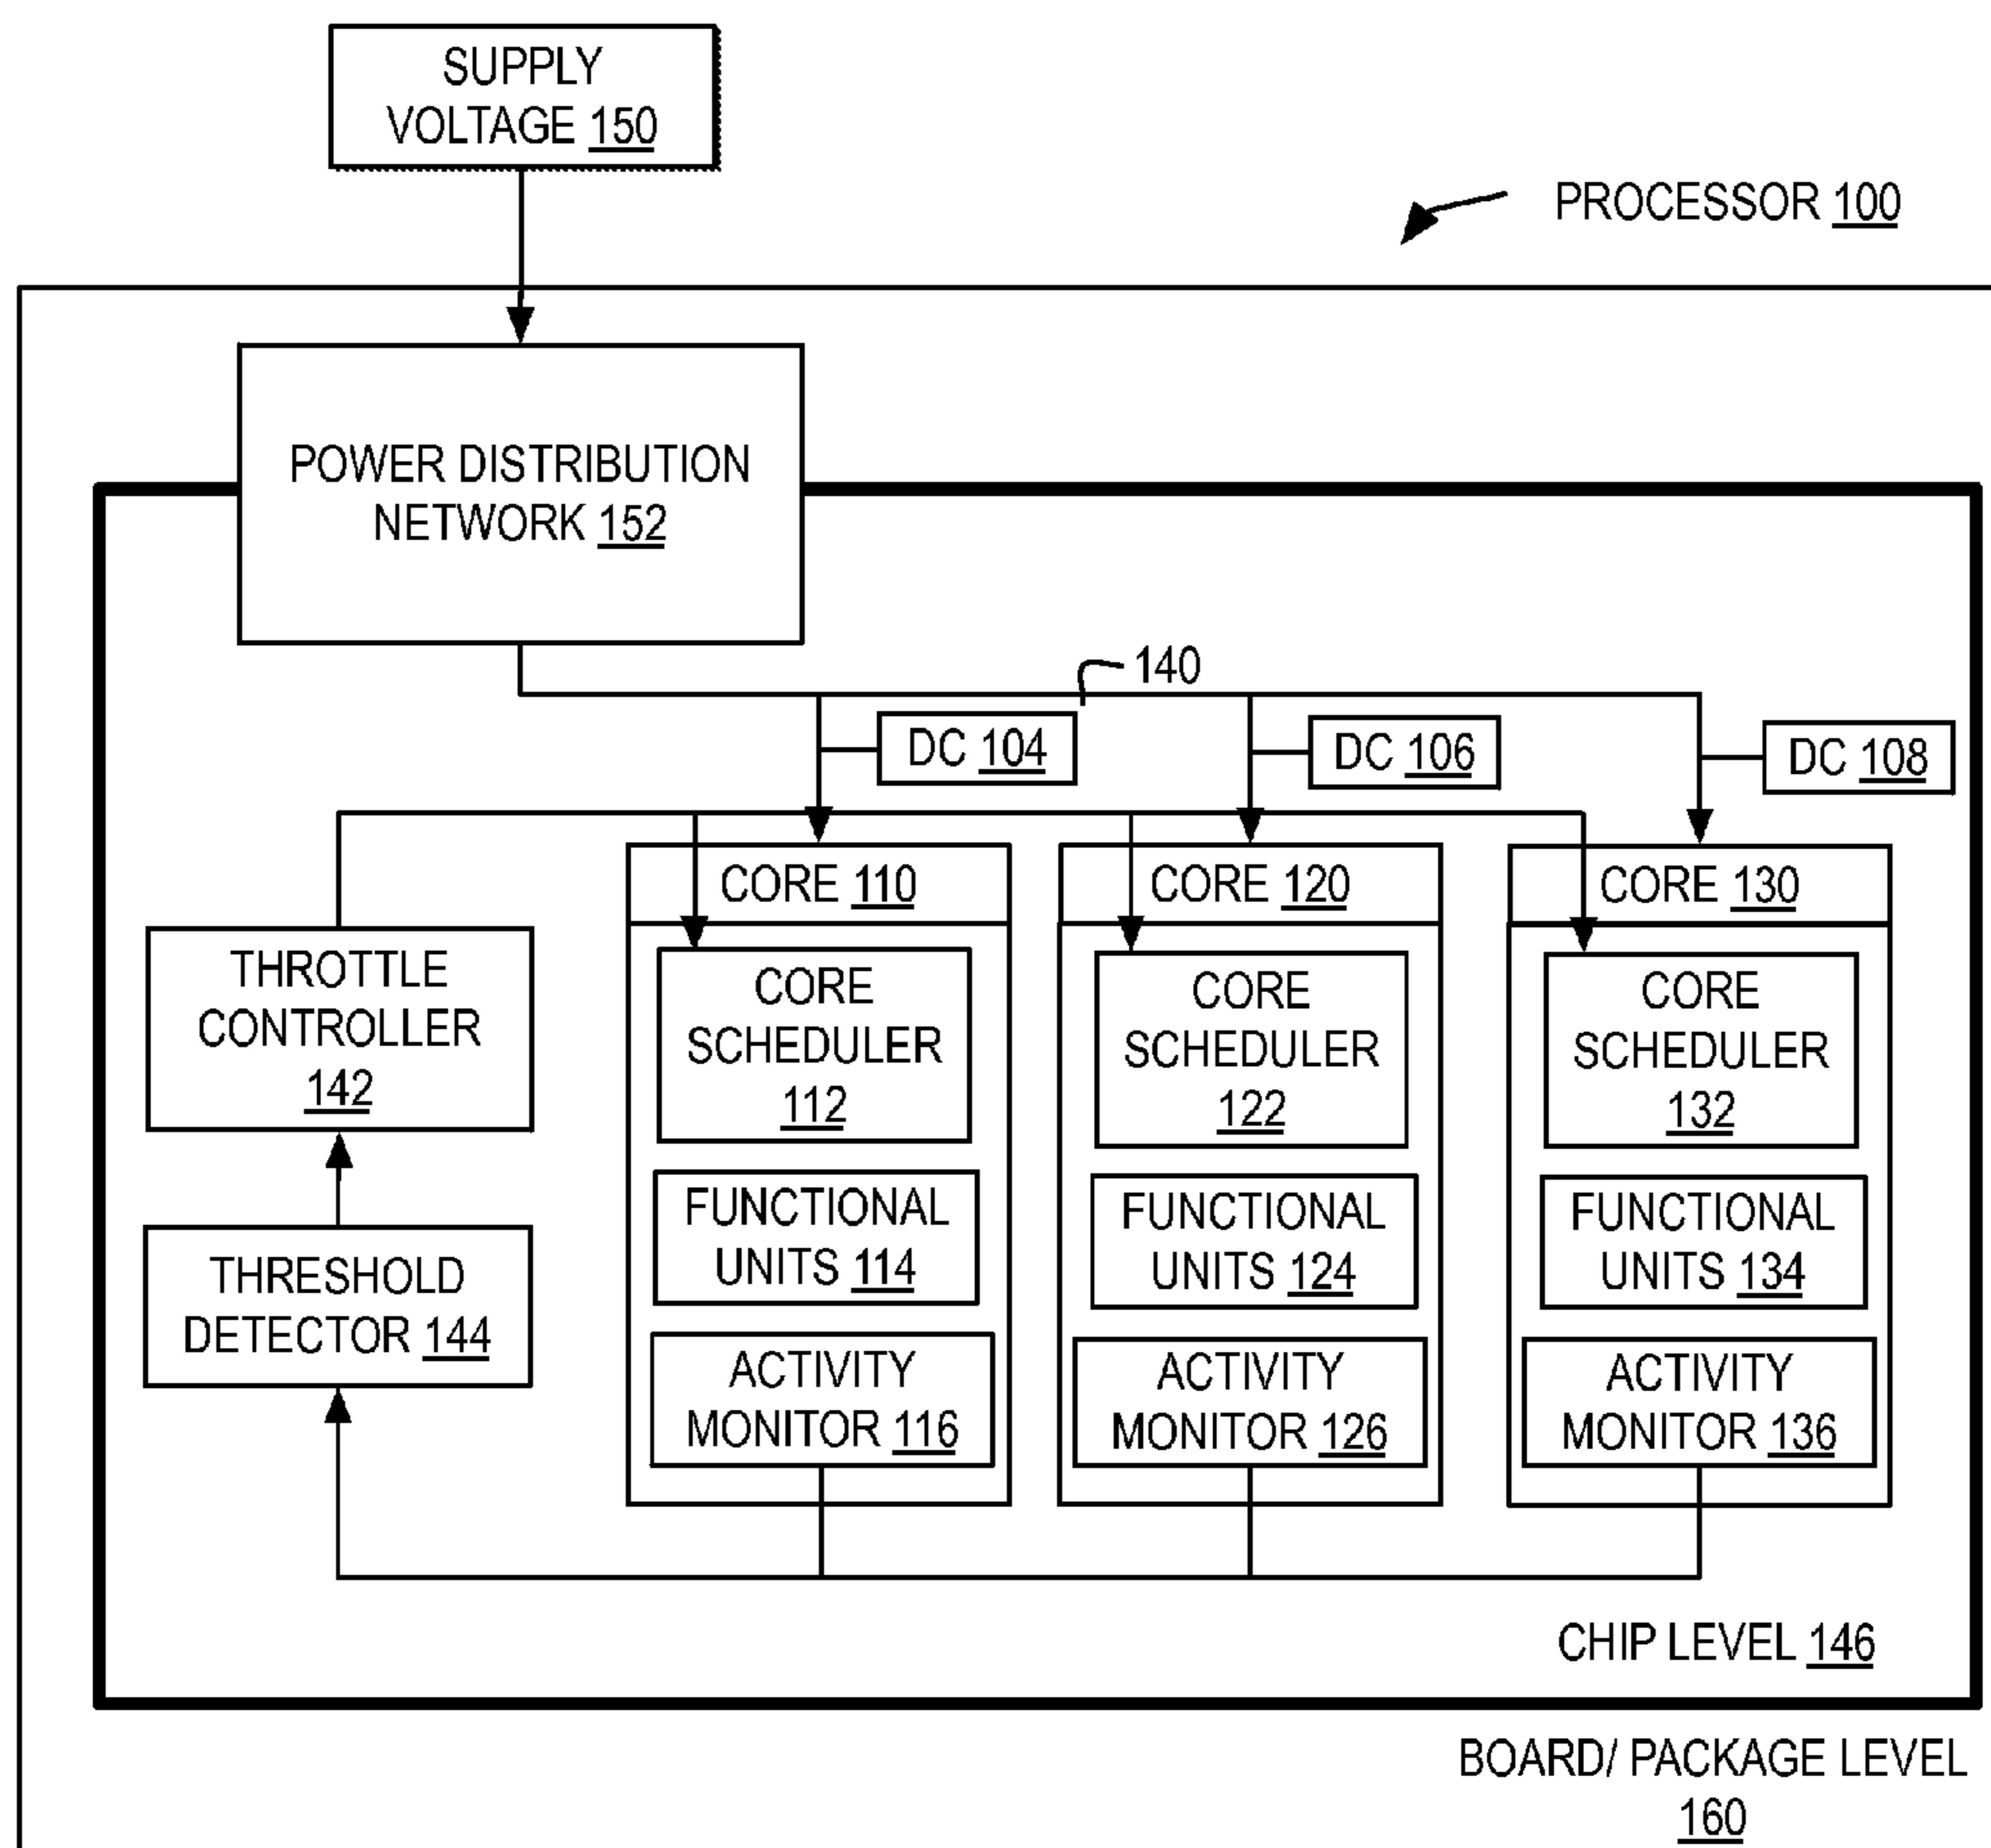 SUPPLY
VOLTAGE 150
PROCESSOR 100
POWER DISTRIBUTION
NETWORK 152
140
DC 104
DC 106
DC 108
CORE 110
CORE 120
CORE 130
THROTTLE
CONTROLLER
142
CORE
SCHEDULER
112
CORE
SCHEDULER
122
CORE
SCHEDULER
132
FUNCTIONAL
UNITS 114
FUNCTIONAL
UNITS 124
FUNCTIONAL
UNITS 134
THRESHOLD
DETECTOR 144
ACTIVITY
MONITOR 116
ACTIVITY
MONITOR 126
ACTIVITY
MONITOR 136
CHIP LEVEL 146
BOARD/ PACKAGE LEVEL
160